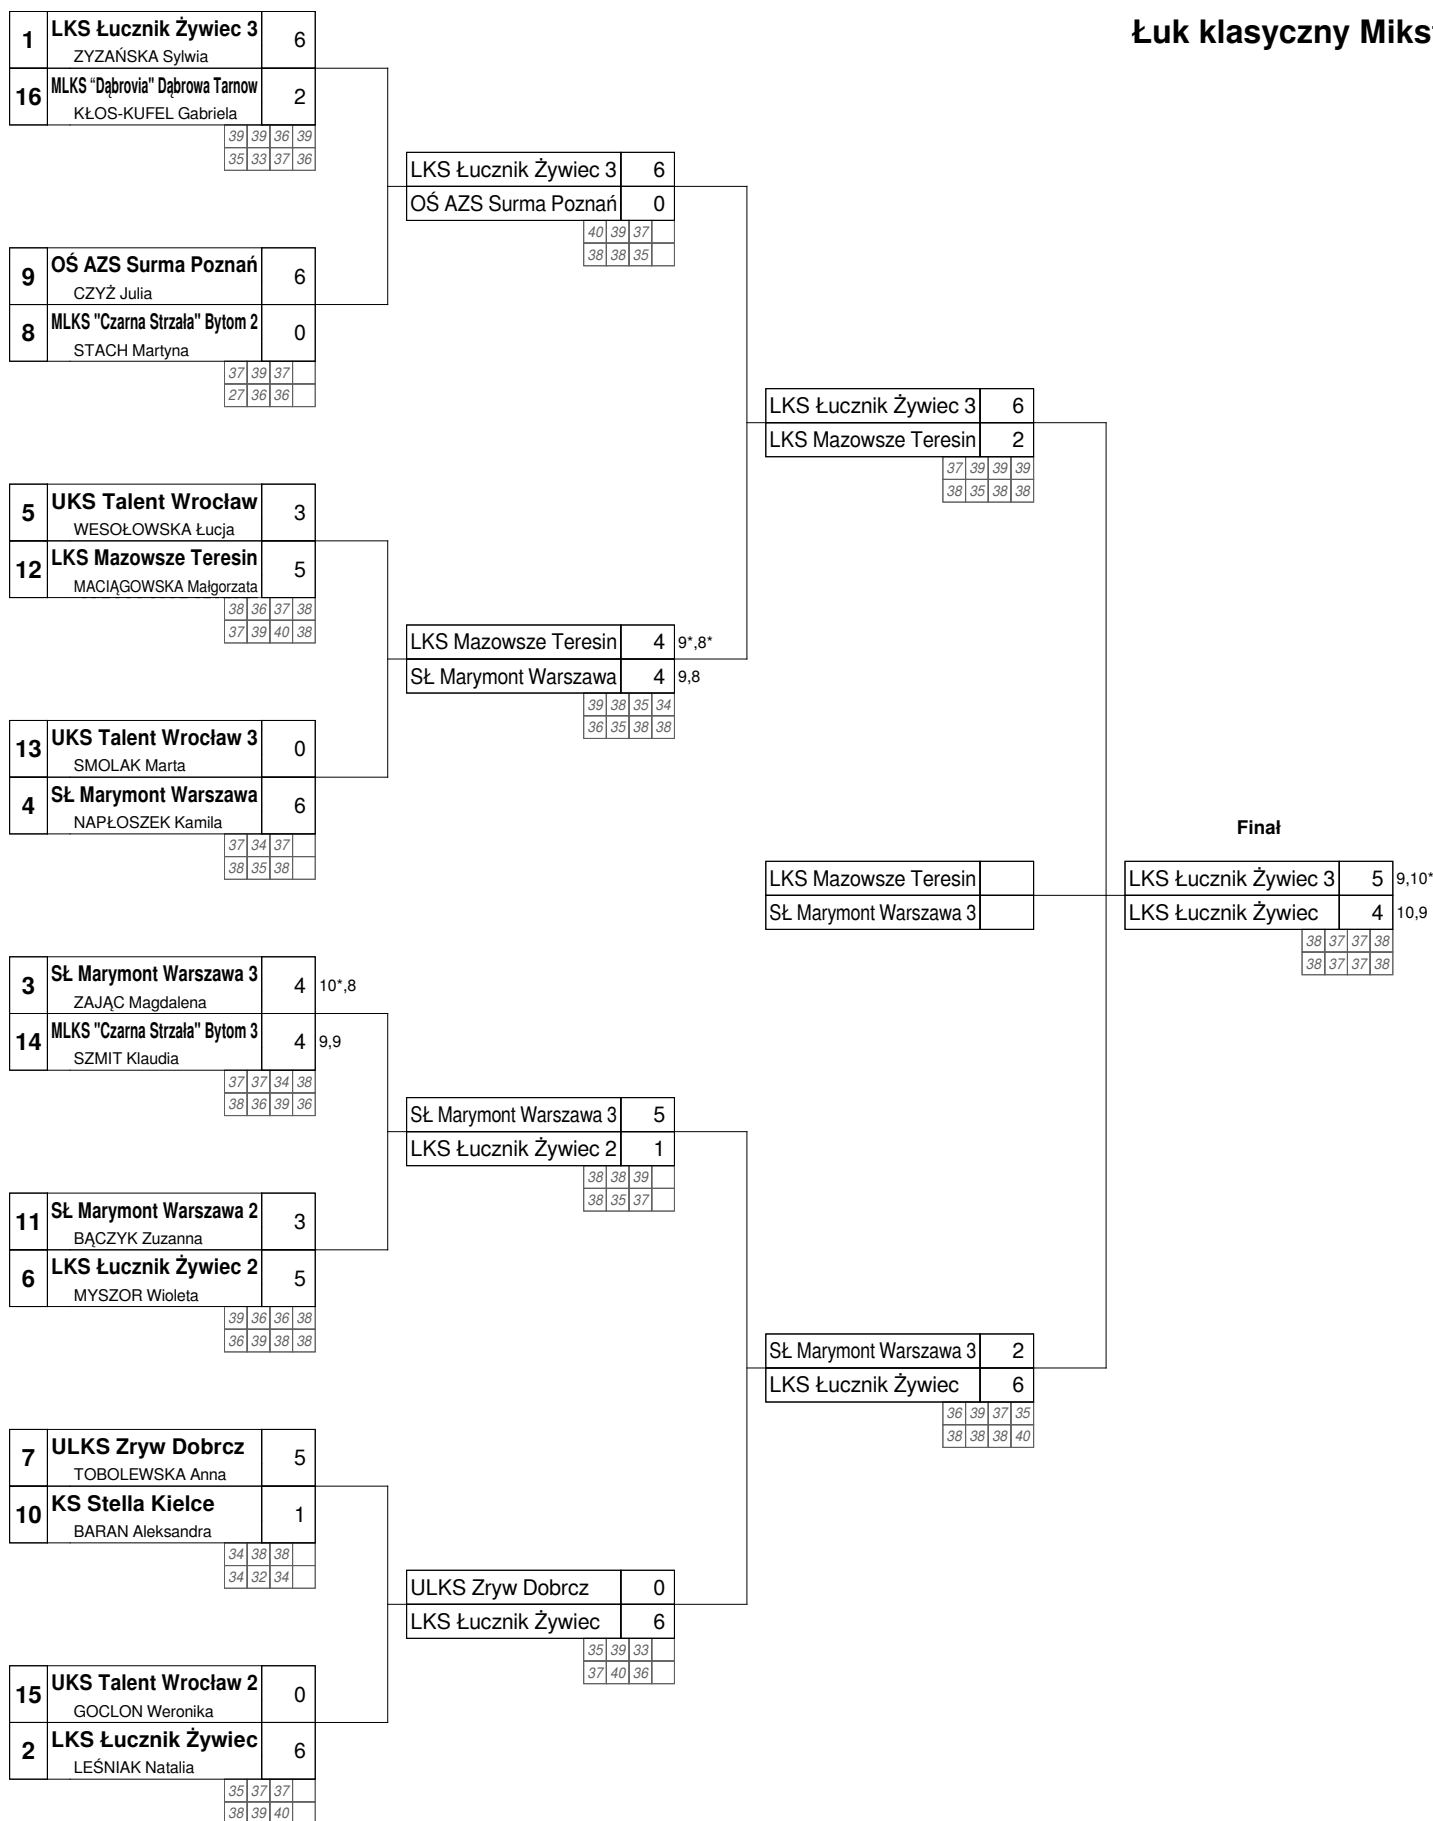 Łuk klasyczny Mikst
1 LKS Łucznik Żywiec 3 6
ZYZAŃSKA Sylwia
16 MLKS “Dąbrovia" Dąbrowa Tarnow 2
KŁOS-KUFEL Gabriela
39 39 36 39
35 33 37 36
LKS Łucznik Żywiec 3 6
OŚ AZS Surma Poznań 0
40 39 37
38 38 35
9 OŚ AZS Surma Poznań 6
CZYŻ Julia
8 MLKS "Czarna Strzała" Bytom 2 0
STACH Martyna
37 39 37
27 36 36
LKS Łucznik Żywiec 3 6
LKS Mazowsze Teresin 2
37 39 39 39
38 35 38 38
5 UKS Talent Wrocław 3
WESOŁOWSKA Łucja
12 LKS Mazowsze Teresin 5
MACIĄGOWSKA Małgorzata
38 36 37 38
37 39 40 38
LKS Mazowsze Teresin 4 9*,8*
SŁ Marymont Warszawa 4 9,8
39 38 35 34
36 35 38 38
13 UKS Talent Wrocław 3 0
SMOLAK Marta
4 SŁ Marymont Warszawa 6
NAPŁOSZEK Kamila
37 34 37
38 35 38
Finał
LKS Mazowsze Teresin
SŁ Marymont Warszawa 3
LKS Łucznik Żywiec 3 5 9,10*
LKS Łucznik Żywiec 4 10,9
38 37 37 38
38 37 37 38
3 SŁ Marymont Warszawa 3 4 10*,8
ZAJĄC Magdalena
14 MLKS "Czarna Strzała" Bytom 3 4 9,9
SZMIT Klaudia
37 37 34 38
38 36 39 36
SŁ Marymont Warszawa 3 5
LKS Łucznik Żywiec 2 1
38 38 39
38 35 37
11 SŁ Marymont Warszawa 2 3
BĄCZYK Zuzanna
6 LKS Łucznik Żywiec 2 5
MYSZOR Wioleta
39 36 36 38
36 39 38 38
SŁ Marymont Warszawa 3 2
LKS Łucznik Żywiec 6
36 39 37 35
38 38 38 40
7 ULKS Zryw Dobrcz 5
TOBOLEWSKA Anna
10 KS Stella Kielce 1
BARAN Aleksandra
34 38 38
34 32 34
ULKS Zryw Dobrcz 0
LKS Łucznik Żywiec 6
35 39 33
37 40 36
15 UKS Talent Wrocław 2 0
GOCLON Weronika
2 LKS Łucznik Żywiec 6
LEŚNIAK Natalia
35 37 37
38 39 40